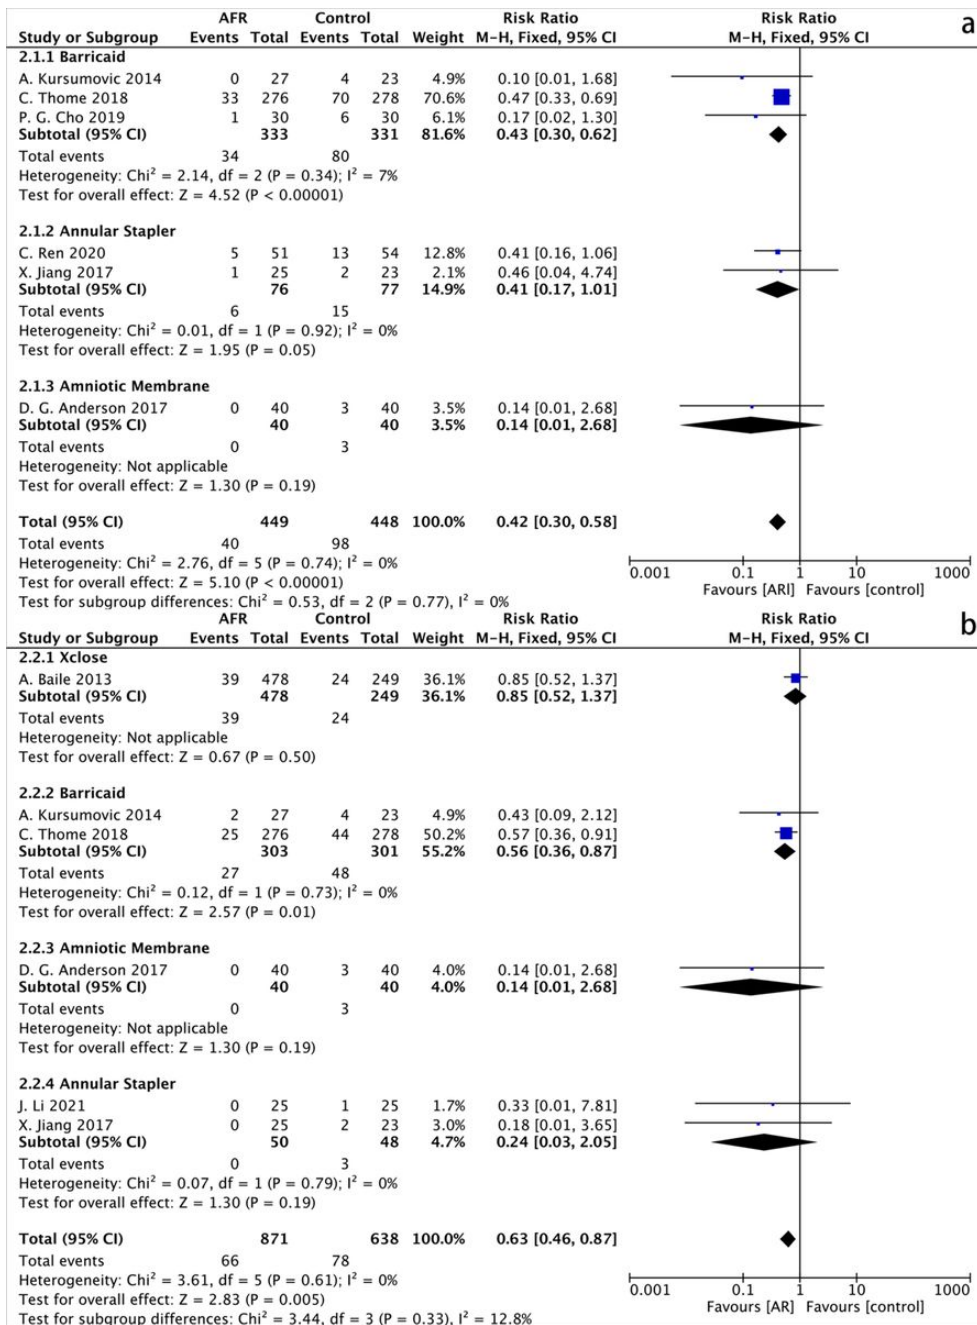 AFR Control Risk Ratio Risk Ratio a
Study or Subgroup Events Total Events Total Weight M-H, Fixed, 95% CI M-H, Fixed, 95% CI
2.1.1 Barricaid
A. Kursumovic 2014 0 27 4 23 4.9% 0.10 [0.01, 1.68]
C. Thome 2018 33 276 70 278 70.6% 0.47 [0.33, 0.69]
P. G. Cho 2019 1 30 6 30 6.1% 0.17 [0.02, 1.30]
Subtotal (95% CI) 333 331 81.6% 0.43 [0.30, 0.62]
Total events 34 80
Heterogeneity: Chi² = 2.14, df = 2 (P = 0.34); I² = 7%
Test for overall effect: Z = 4.52 (P < 0.00001)
2.1.2 Annular Stapler
C. Ren 2020 5 51 13 54 12.8% 0.41 [0.16, 1.06]
X. Jiang 2017 1 25 2 23 2.1% 0.46 [0.04, 4.74]
Subtotal (95% CI) 76 77 14.9% 0.41 [0.17, 1.01]
Total events 6 15
Heterogeneity: Chi² = 0.01, df = 1 (P = 0.92); I² = 0%
Test for overall effect: Z = 1.95 (P = 0.05)
2.1.3 Amniotic Membrane
D. G. Anderson 2017 0 40 3 40 3.5% 0.14 [0.01, 2.68]
Subtotal (95% CI) 40 40 3.5% 0.14 [0.01, 2.68]
Total events 0 3
Heterogeneity: Not applicable
Test for overall effect: Z = 1.30 (P = 0.19)
Total (95% CI) 449 448 100.0% 0.42 [0.30, 0.58]
Total events 40 98
Heterogeneity: Chi² = 2.76, df = 5 (P = 0.74); I² = 0%
Test for overall effect: Z = 5.10 (P < 0.00001)
Test for subgroup differences: Chi² = 0.53, df = 2 (P = 0.77), I² = 0%
0.001 0.1 1 10 1000
Favours [ARI] Favours [control]
AFR Control Risk Ratio Risk Ratio b
Study or Subgroup Events Total Events Total Weight M-H, Fixed, 95% CI M-H, Fixed, 95% CI
2.2.1 Xclose
A. Baile 2013 39 478 24 249 36.1% 0.85 [0.52, 1.37]
Subtotal (95% CI) 478 249 36.1% 0.85 [0.52, 1.37]
Total events 39 24
Heterogeneity: Not applicable
Test for overall effect: Z = 0.67 (P = 0.50)
2.2.2 Barricaid
A. Kursumovic 2014 2 27 4 23 4.9% 0.43 [0.09, 2.12]
C. Thome 2018 25 276 44 278 50.2% 0.57 [0.36, 0.91]
Subtotal (95% CI) 303 301 55.2% 0.56 [0.36, 0.87]
Total events 27 48
Heterogeneity: Chi² = 0.12, df = 1 (P = 0.73); I² = 0%
Test for overall effect: Z = 2.57 (P = 0.01)
2.2.3 Amniotic Membrane
D. G. Anderson 2017 0 40 3 40 4.0% 0.14 [0.01, 2.68]
Subtotal (95% CI) 40 40 4.0% 0.14 [0.01, 2.68]
Total events 0 3
Heterogeneity: Not applicable
Test for overall effect: Z = 1.30 (P = 0.19)
2.2.4 Annular Stapler
J. Li 2021 0 25 1 25 1.7% 0.33 [0.01, 7.81]
X. Jiang 2017 0 25 2 23 3.0% 0.18 [0.01, 3.65]
Subtotal (95% CI) 50 48 4.7% 0.24 [0.03, 2.05]
Total events 0 3
Heterogeneity: Chi² = 0.07, df = 1 (P = 0.79); I² = 0%
Test for overall effect: Z = 1.30 (P = 0.19)
Total (95% CI) 871 638 100.0% 0.63 [0.46, 0.87]
Total events 66 78
Heterogeneity: Chi² = 3.61, df = 5 (P = 0.61); I² = 0%
Test for overall effect: Z = 2.83 (P = 0.005)
Test for subgroup differences: Chi² = 3.44, df = 3 (P = 0.33), I² = 12.8%
0.001 0.1 1 10 1000
Favours [AR] Favours [control]